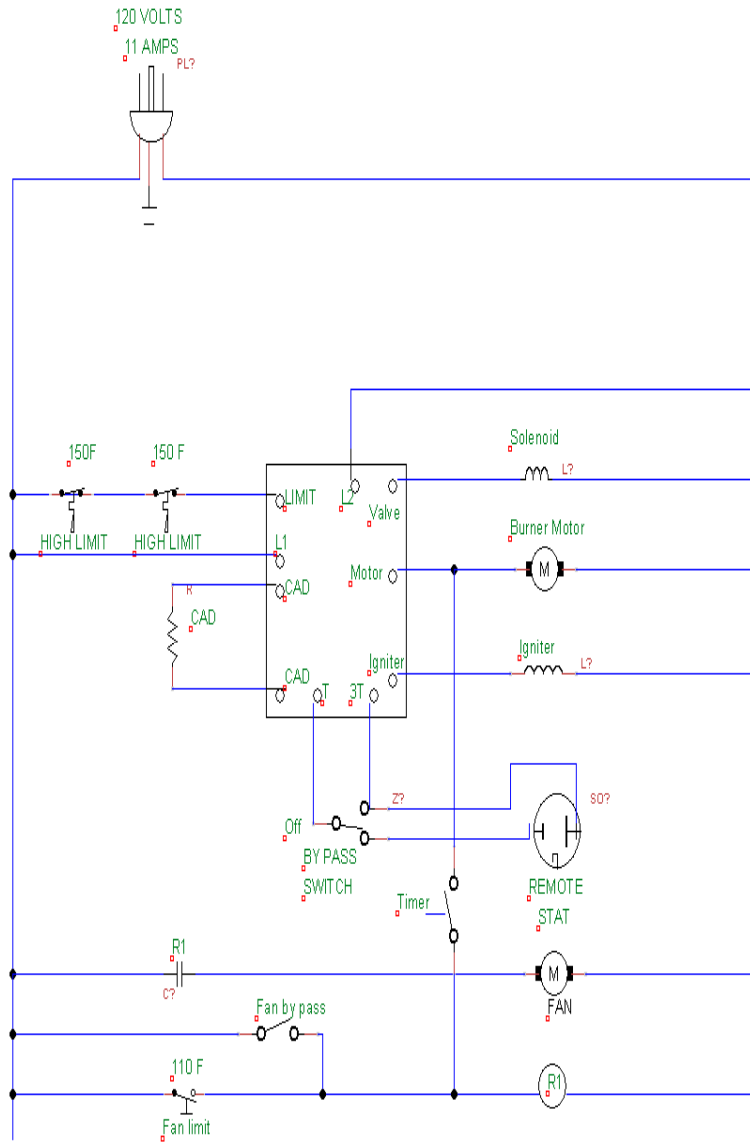 120 VOLTS
11 AMPS
PL?
150F
150 F
HIGH LIMIT
HIGH LIMIT
LIMIT
L2
Valve
Solenoid
L?
L1
Motor
Burner Motor
M
CAD
R
CAD
CAD
Igniter
Igniter
L?
T
3T
Z?
SO?
Off
BY PASS
SWITCH
Timer
REMOTE
STAT
R1
C?
M
FAN
Fan by pass
110 F
Fan limit
R1